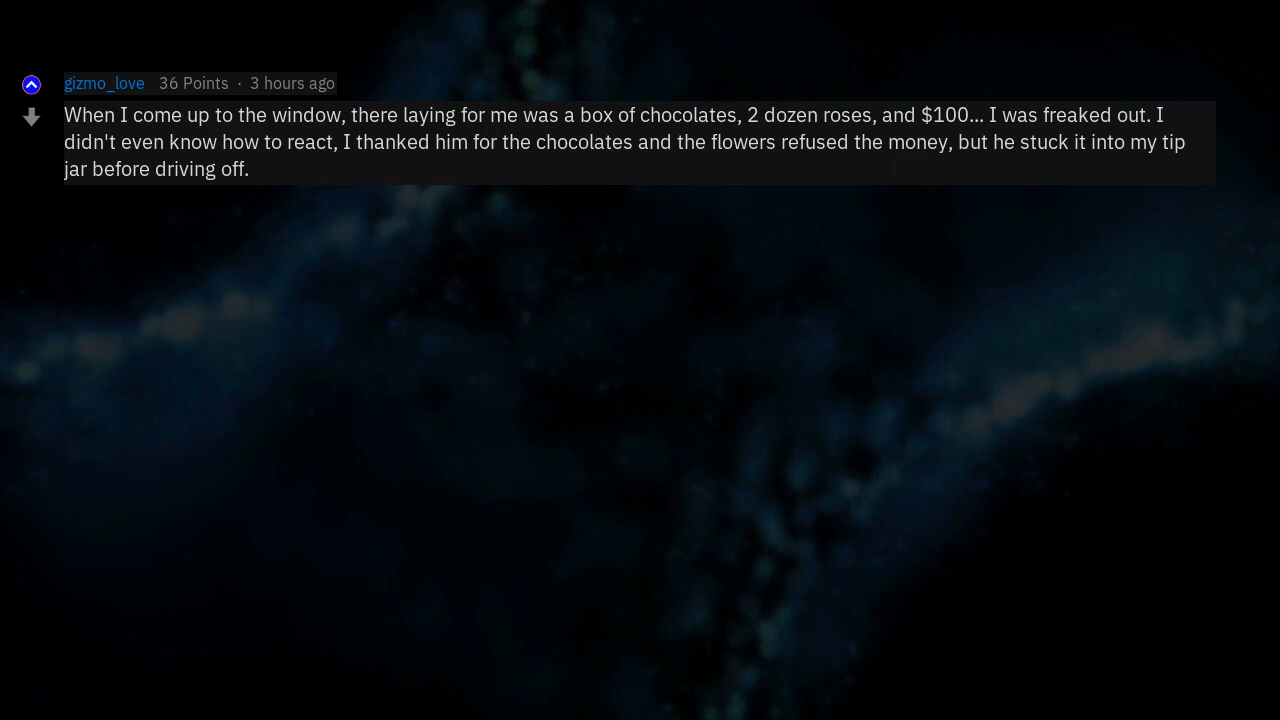 gizmo_love 36 Points · 3 hours ago
When I come up to the window, there laying for me was a box of chocolates, 2 dozen roses, and $100... I was freaked out. I
didn't even know how to react, I thanked him for the chocolates and the flowers refused the money, but he stuck it into my tip
jar before driving off.